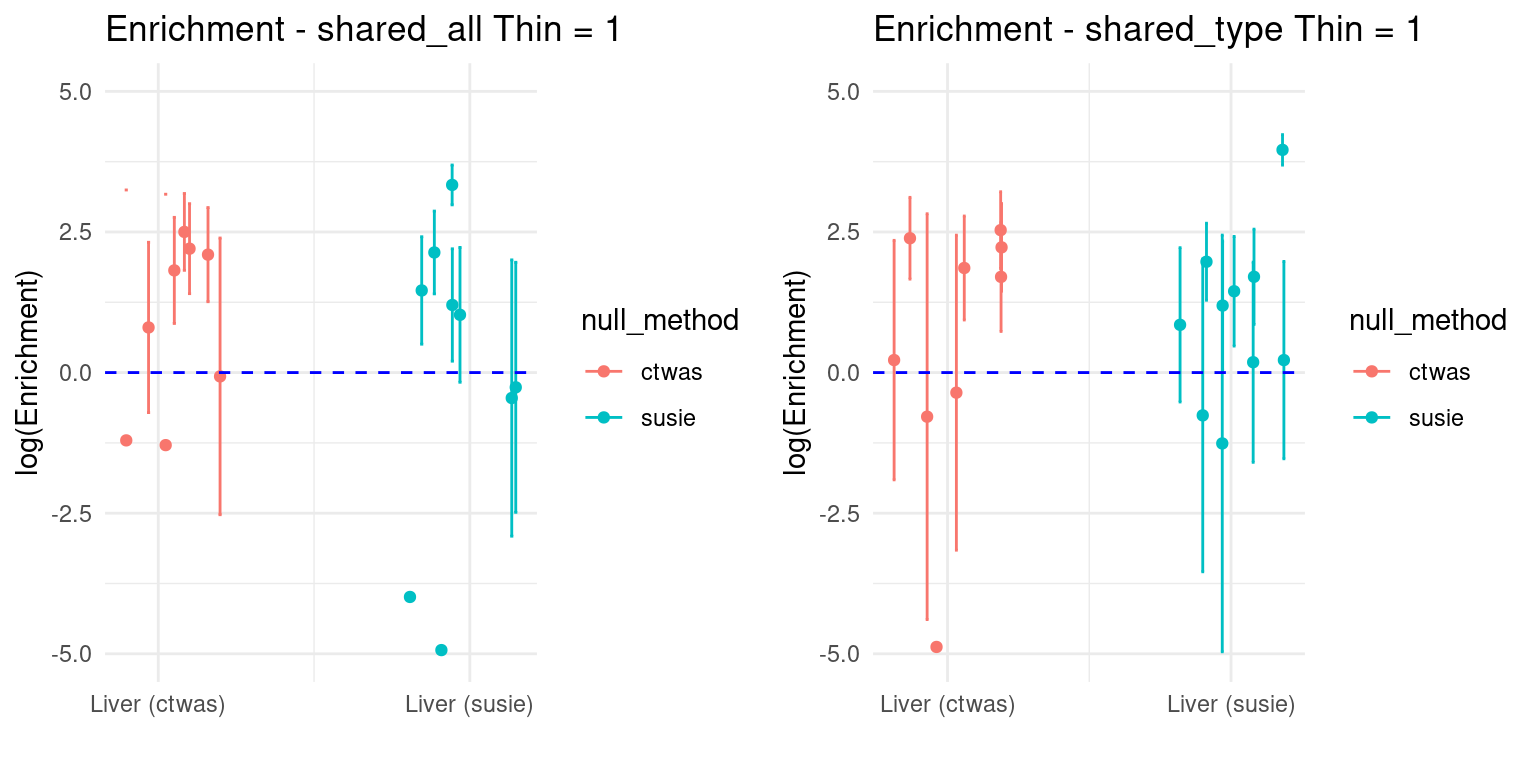 Enrichment - shared_all Thin = 1
log(Enrichment)
5.0
2.5
0.0
-2.5
-5.0
Liver (ctwas)
Liver (susie)
null_method
ctwas
susie
Enrichment - shared_type Thin = 1
log(Enrichment)
5.0
2.5
0.0
-2.5
-5.0
Liver (ctwas)
Liver (susie)
null_method
ctwas
susie